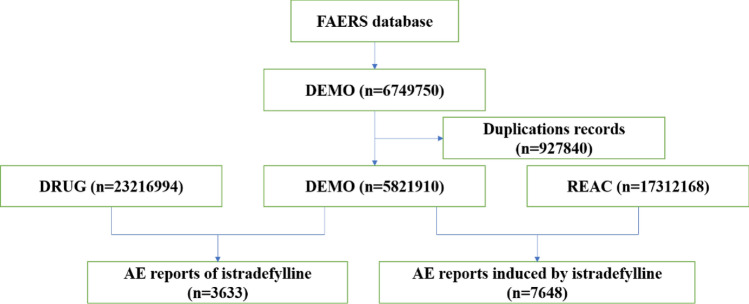 FAERS database
DEMO (n=6749750)
Duplications records
(n=927840)
DRUG (n=23216994)
DEMO (n=5821910)
REAC (n=17312168)
AE reports of istradefylline
(n=3633)
AE reports induced by istradefylline
(n=7648)